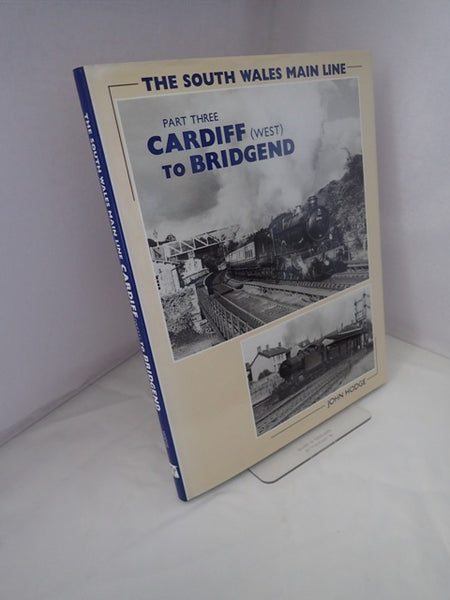 THE SOUTH WALES MAIN LINE
PART THREE
CARDIFF (WEST)
TO BRIDGEND
JOHN HODGE
THE SOUTH WALES MAIN LINE CARDIFF TO BRIDGEND